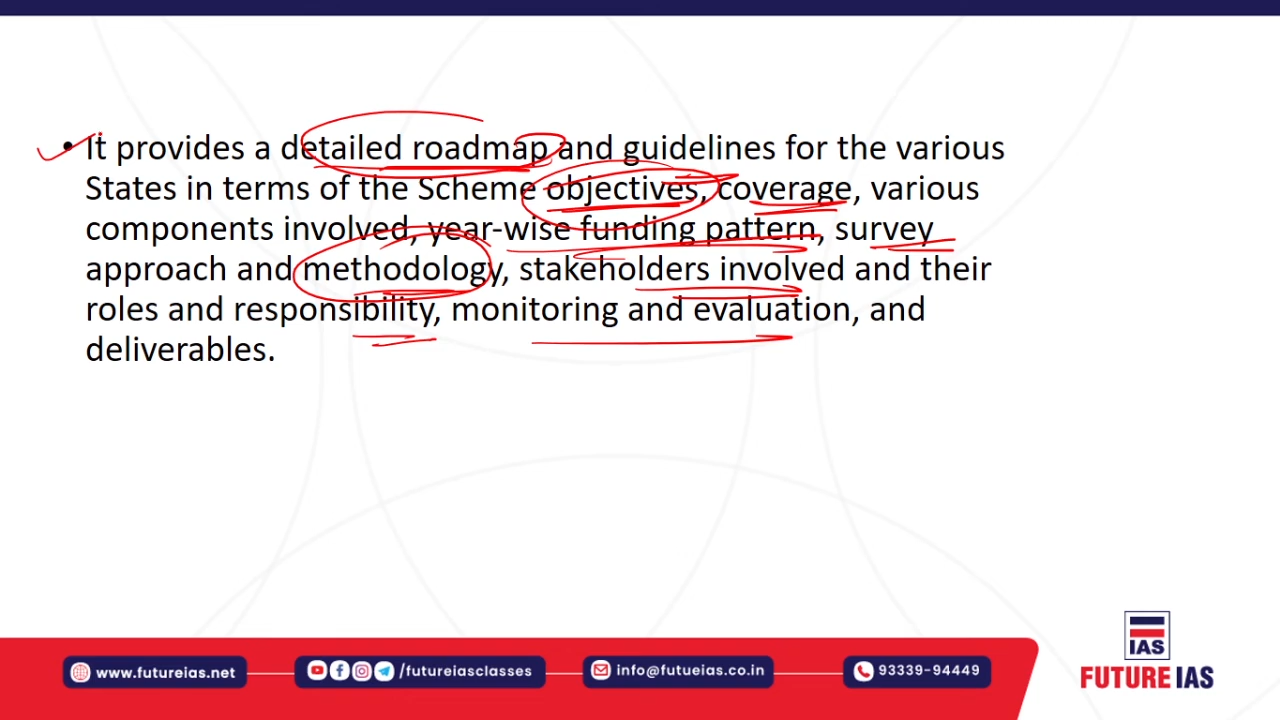 • It provides a detailed roadmap and guidelines for the various
States in terms of the Scheme objectives, coverage, various
components involved, year-wise funding pattern, survey
approach and methodology, stakeholders involved and their
roles and responsibility, monitoring and evaluation, and
deliverables.
IAS
FUTURE IAS
www.futureias.net
/futureiasclasses
info@futueias.co.in
93339-94449